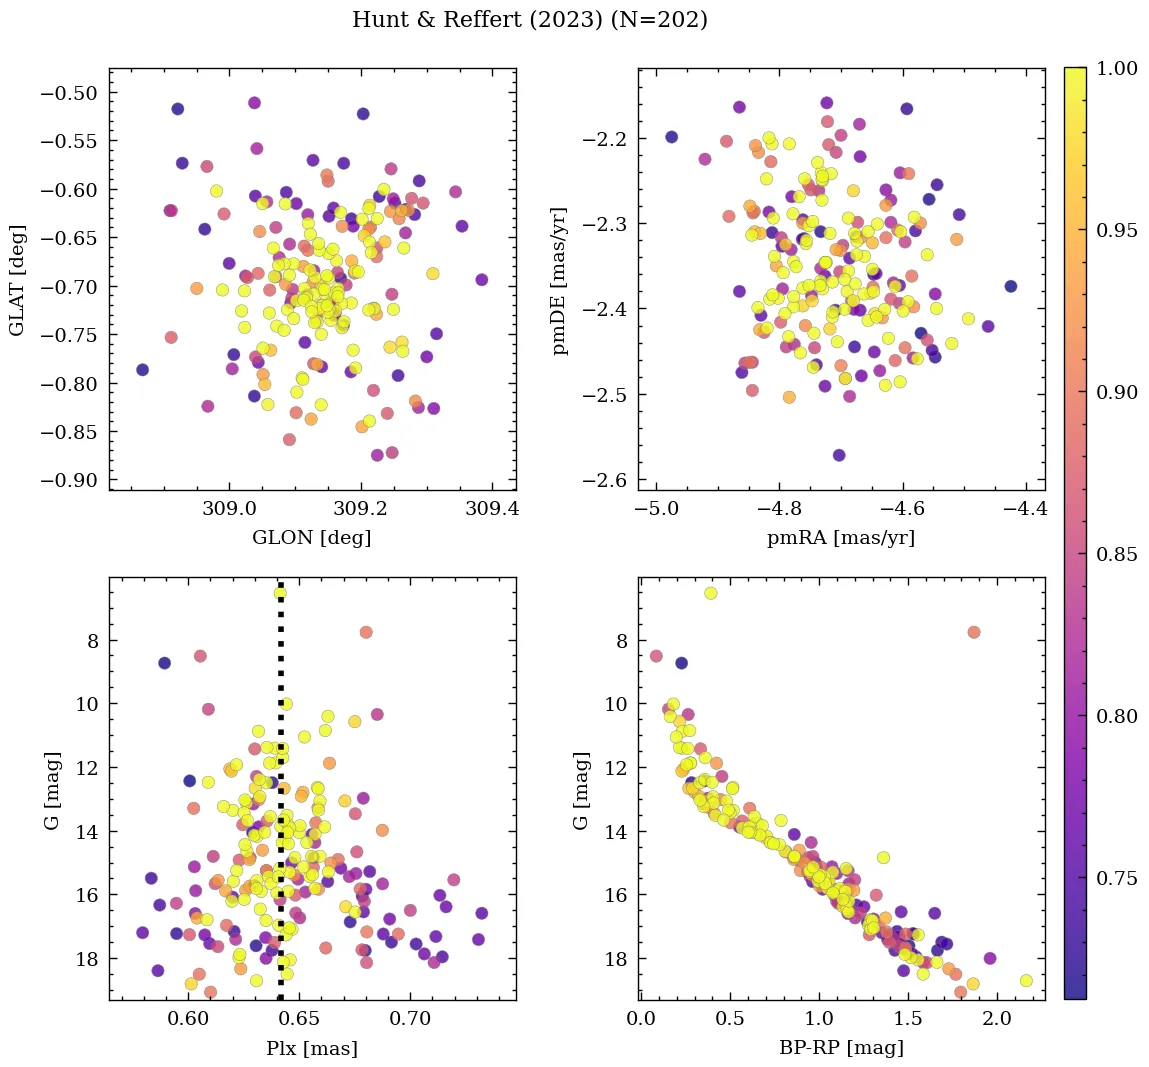 Hunt & Reffert (2023) (N=202)
−0.50
−0.55
−0.60
−0.65
−0.70
−0.75
−0.80
−0.85
−0.90
GLAT [deg]
309.0 309.2 309.4
GLON [deg]
−2.2
−2.3
−2.4
−2.5
−2.6
pmDE [mas/yr]
−5.0 −4.8 −4.6 −4.4
pmRA [mas/yr]
1.00
0.95
0.90
0.85
0.80
0.75
8
10
12
14
16
18
G [mag]
0.60 0.65 0.70
Plx [mas]
8
10
12
14
16
18
G [mag]
0.0 0.5 1.0 1.5 2.0
BP-RP [mag]